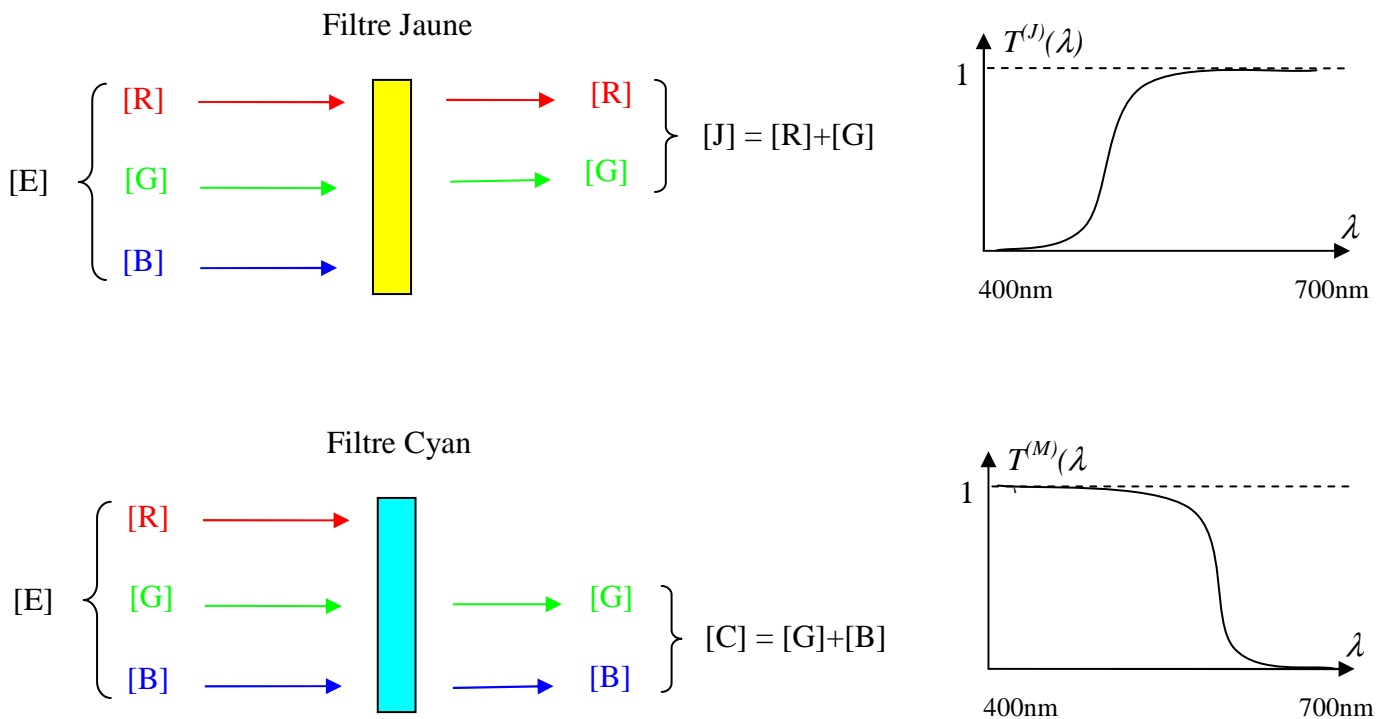 Filtre Jaune
[E]
[R]
[G]
[B]
[R]
[G]
[J] = [R]+[G]
T^(J)(λ)
1
λ
400nm
700nm
Filtre Cyan
[E]
[R]
[G]
[B]
[G]
[B]
[C] = [G]+[B]
T^(M)(λ
1
λ
400nm
700nm